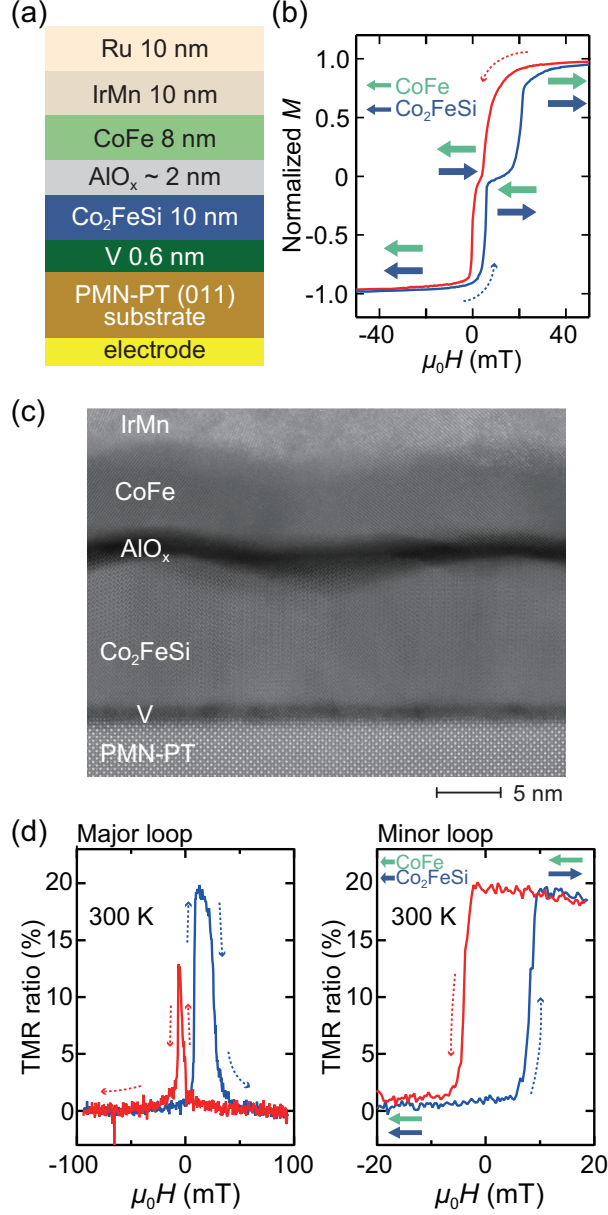 (a)
Ru 10 nm
IrMn 10 nm
CoFe 8 nm
AlOₓ ~ 2 nm
Co₂FeSi 10 nm
V 0.6 nm
PMN-PT (011)
substrate
electrode
(b)
Normalized M
1.0
0.5
0
-0.5
-1.0
CoFe
Co₂FeSi
-40
0
40
μ₀H (mT)
(c)
IrMn
CoFe
AlOₓ
Co₂FeSi
V
PMN-PT
5 nm
(d)
Major loop
300 K
TMR ratio (%)
20
15
10
5
0
-100
0
100
μ₀H (mT)
Minor loop
CoFe
Co₂FeSi
300 K
TMR ratio (%)
20
15
10
5
0
-20
0
20
μ₀H (mT)